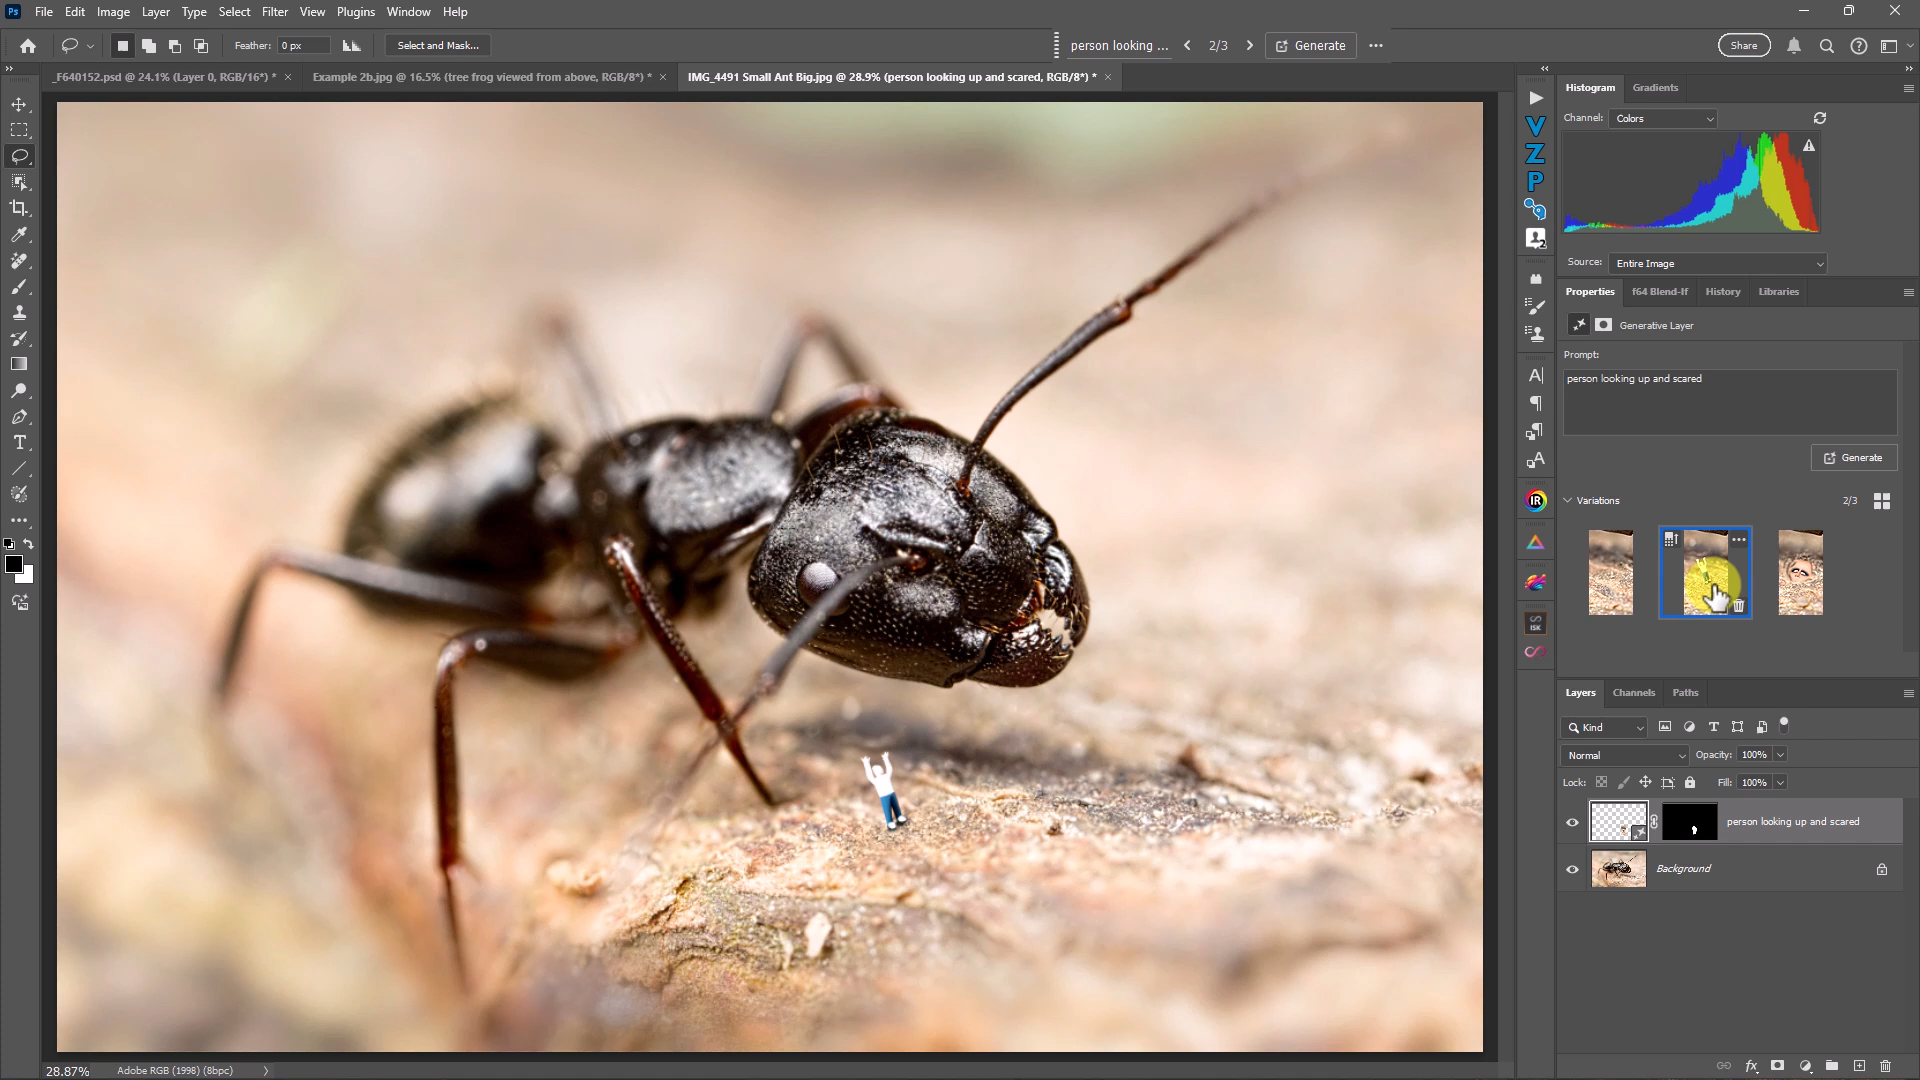 Ps File Edit Image Layer Type Select Filter View Plugins Window Help
Feather: 0 px Select and Mask... person looking ... 2/3 Generate Share
_F640152.psd @ 24.1% (Layer 0, RGB/16*) * Example 2b.jpg @ 16.5% (tree frog viewed from above, RGB/8*) * IMG_4491 Small Ant Big.jpg @ 28.9% (person looking up and scared, RGB/8*) *
Histogram Gradients
Channel: Colors
V
Z
P
2
Source: Entire Image
Properties f64 Blend-If History Libraries
Generative Layer
Prompt:
person looking up and scared
Generate
Variations 2/3
IR
ISK
Layers Channels Paths
Kind
Normal Opacity: 100%
Lock: Fill: 100%
person looking up and scared
Background
28.87% Adobe RGB (1998) (8bpc)
fx